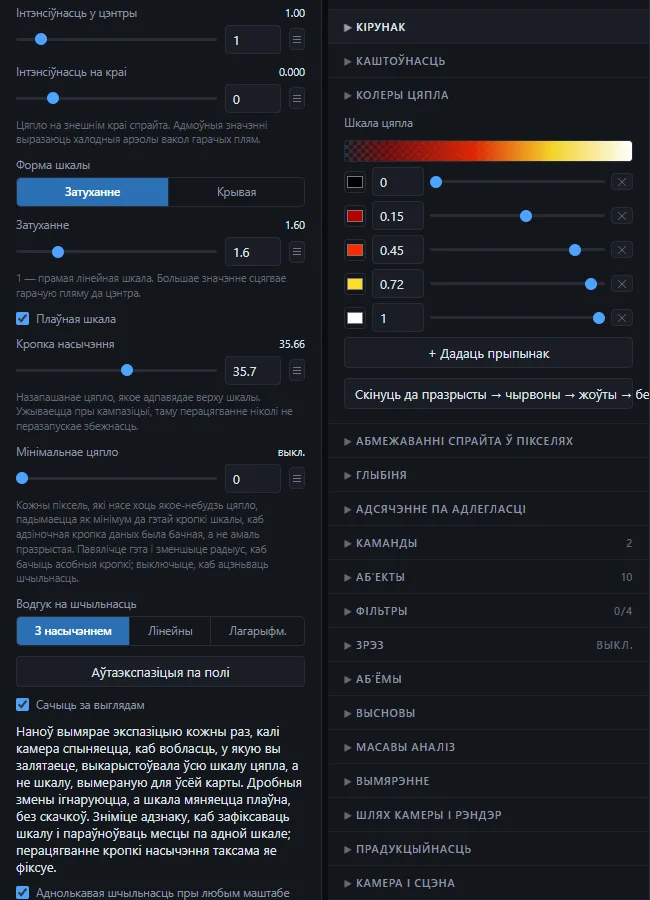 Інтэнсіўнасць у цэнтры 1.00
1
Інтэнсіўнасць на краі 0.000
0
Цяпло на знешнім краі спрайта. Адмоўныя значэнні
выразаюць халодныя арэолы вакол гарачых плям.
Форма шкалы
Затуханне Крывая
Затуханне 1.60
1.6
1 — прамая лінейная шкала. Большае значэнне сцягвае
гарачую пляму да цэнтра.
Плаўная шкала
Кропка насычэння 35.66
35.7
Назапашанае цяпло, якое адпавядае верху шкалы.
Ужываецца пры кампазіцыі, таму перацягванне ніколі не
перазапускае збежнасць.
Мінімальнае цяпло выкл.
0
Кожны піксель, які нясе хоць якое-небудзь цяпло,
падымаецца як мінімум да гэтай кропкі шкалы, каб
адзіночная кропка даных была бачная, а не амаль
празрыстая. Павялічце гэта і зменшыце радыус, каб
бачыць асобныя кропкі; выключыце, каб ацэньваць
шчыльнасць.
Водгук на шчыльнасць
З насычэннем Лінейны Лагарыфм.
Аўтаэкспазіцыя па полі
Сачыць за выглядам
Наноў вымярае экспазіцыю кожны раз, калі
камера спыняецца, каб вобласць, у якую вы
залятаеце, выкарыстоўвала ўсю шкалу цяпла, а
не шкалу, вымераную для ўсёй карты. Дробныя
змены ігнаруюцца, а шкала мяняецца плаўна,
без скачкоў. Зніміце адзнаку, каб зафіксаваць
шкалу і параўноўваць месцы па адной шкале;
перацягванне кропкі насычэння таксама яе
фіксуе.
Аднолькавая шчыльнасць пры любым маштабе
КІРУНАК
КАШТОЎНАСЦЬ
КОЛЕРЫ ЦЯПЛА
Шкала цяпла
0
0.15
0.45
0.72
1
+ Дадаць прыпынак
Скінуць да празрысты → чырвоны → жоўты → бе
АБМЕЖАВАННІ СПРАЙТА Ў ПІКСЕЛЯХ
ГЛЫБІНЯ
АДСЯЧЭННЕ ПА АДЛЕГЛАСЦІ
КАМАНДЫ 2
АБ'ЕКТЫ 10
ФІЛЬТРЫ 0/4
ЗРЭЗ ВЫКЛ.
АБ'ЁМЫ
ВЫСНОВЫ
МАСАВЫ АНАЛІЗ
ВЫМЯРЭННЕ
ШЛЯХ КАМЕРЫ І РЭНДЭР
ПРАДУКЦЫЙНАСЦЬ
КАМЕРА І СЦЭНА